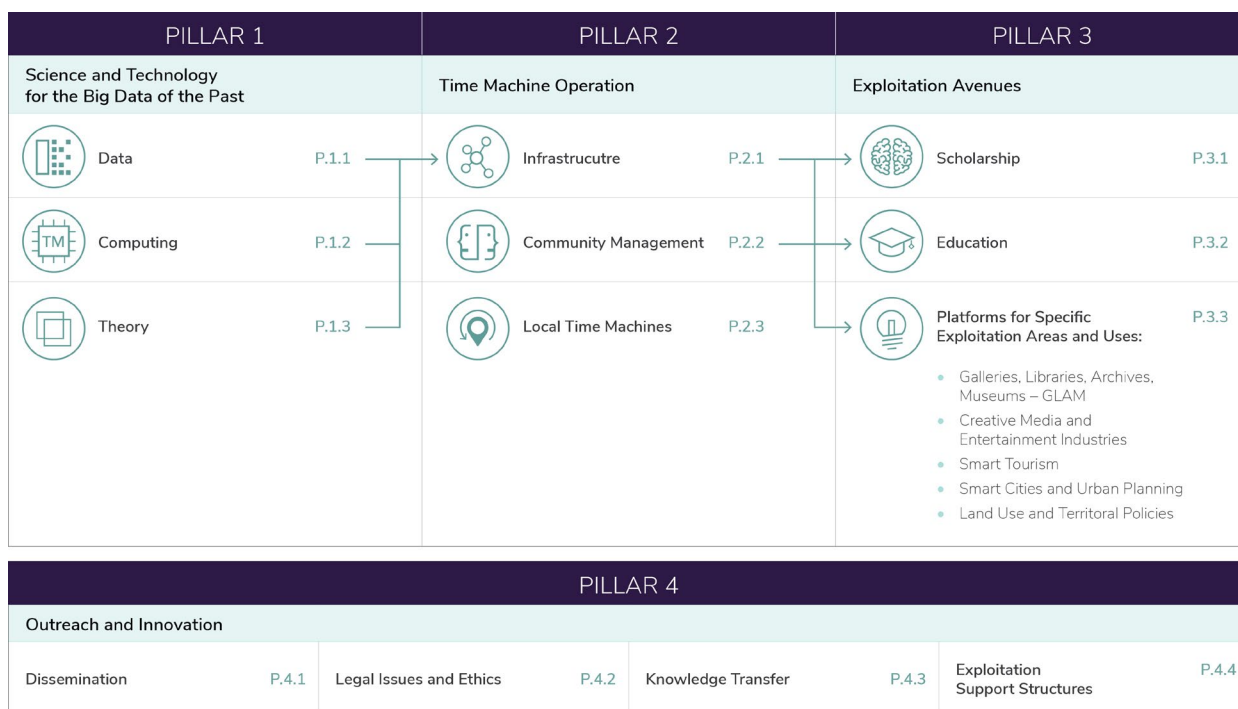 PILLAR 1
Science and Technology
for the Big Data of the Past
Data P.1.1
TM
Computing P.1.2
Theory P.1.3
PILLAR 2
Time Machine Operation
Infrastrucutre P.2.1
Community Management P.2.2
Local Time Machines P.2.3
PILLAR 3
Exploitation Avenues
Scholarship P.3.1
Education P.3.2
Platforms for Specific P.3.3
Exploitation Areas and Uses:
• Galleries, Libraries, Archives,
Museums – GLAM
• Creative Media and
Entertainment Industries
• Smart Tourism
• Smart Cities and Urban Planning
• Land Use and Territoral Policies
PILLAR 4
Outreach and Innovation
Dissemination P.4.1
Legal Issues and Ethics P.4.2
Knowledge Transfer P.4.3
Exploitation P.4.4
Support Structures